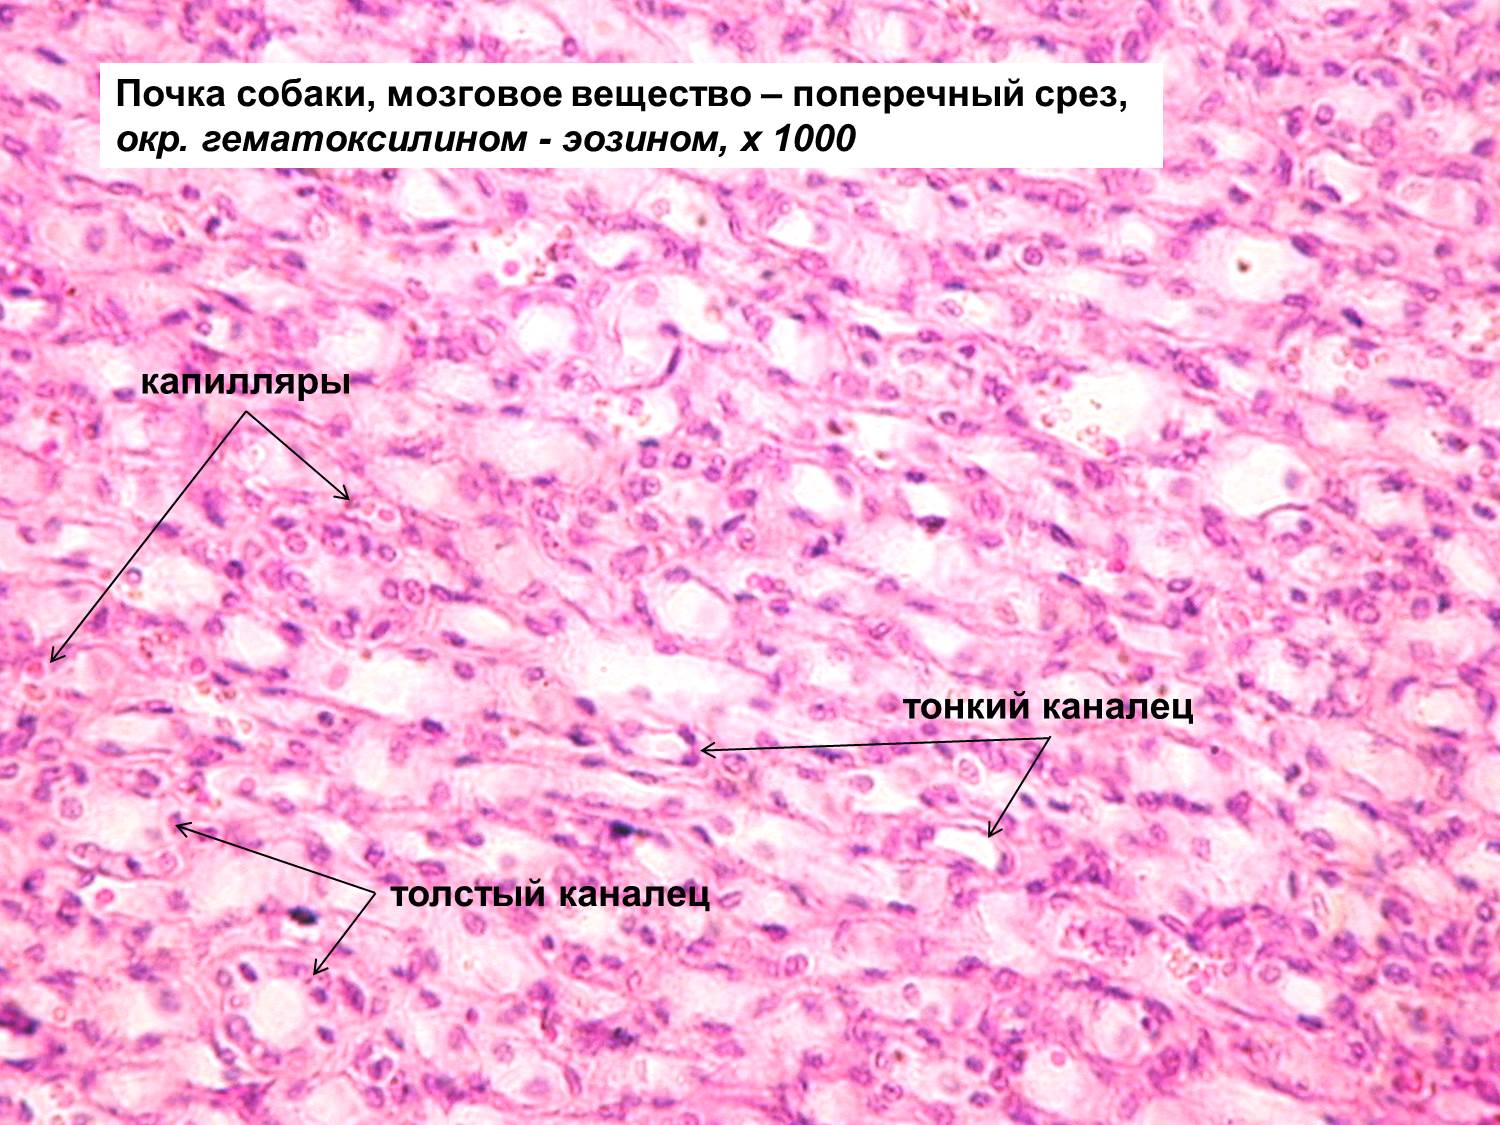 Почка собаки, мозговое вещество – поперечный срез,
окр. гематоксилином - эозином, х 1000
капилляры
тонкий каналец
толстый каналец